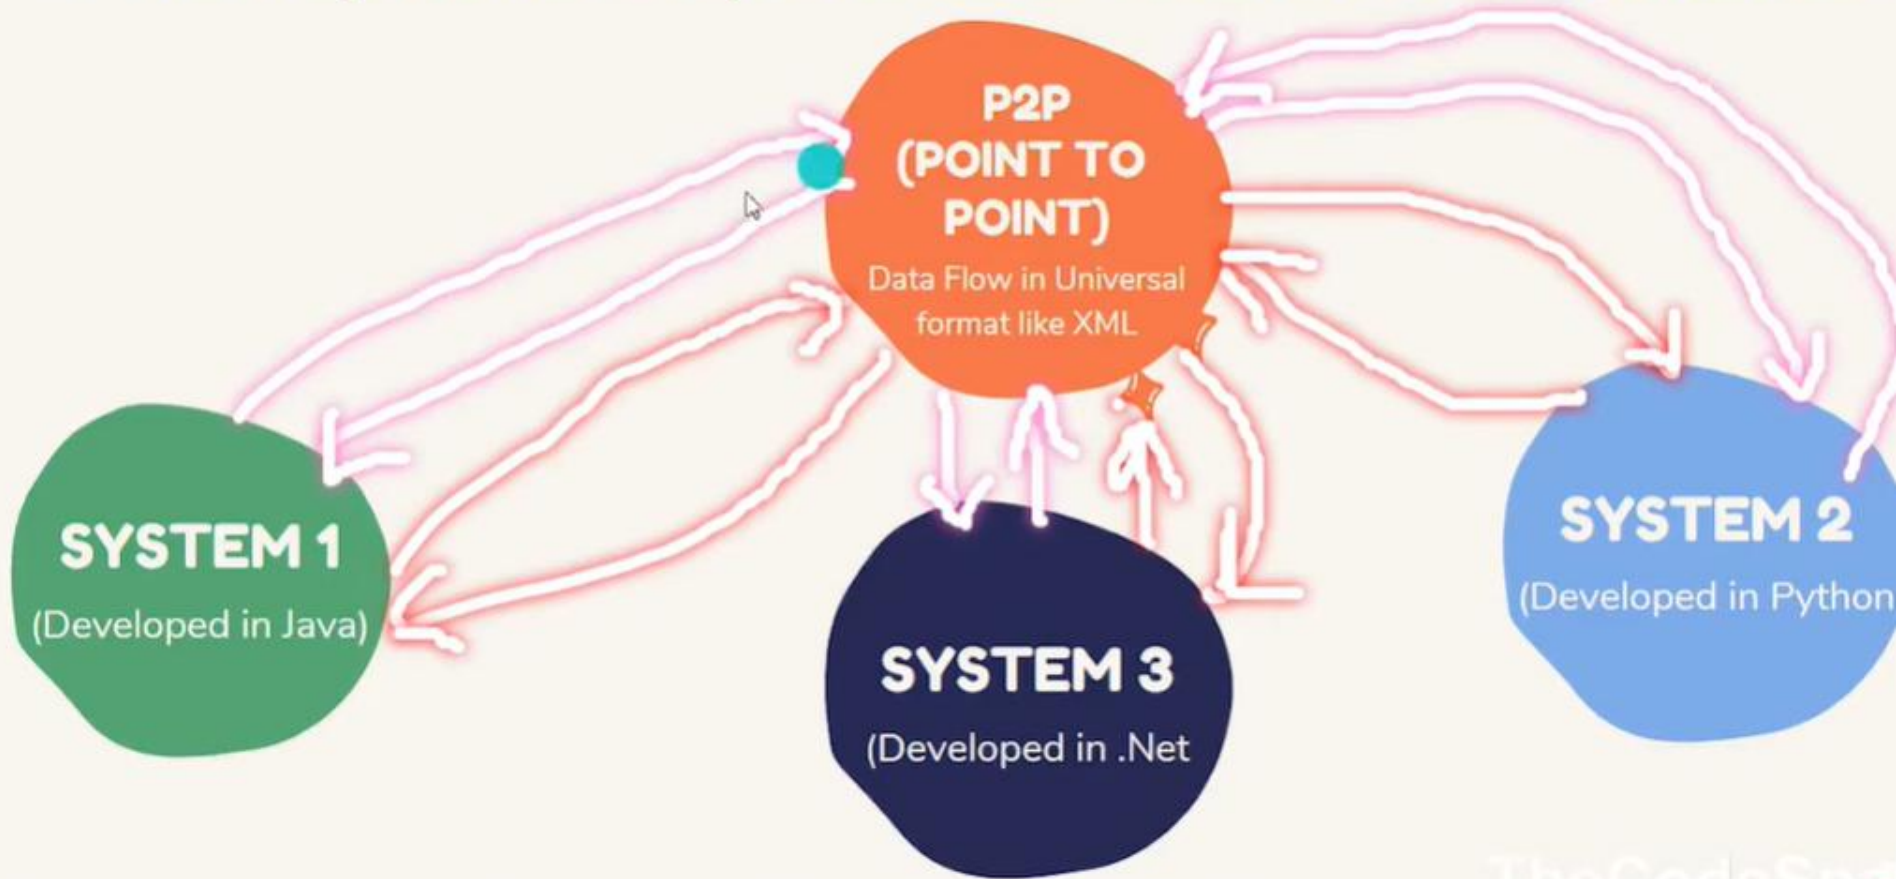 P2P
(POINT TO
POINT)
Data Flow in Universal
format like XML
SYSTEM 1
(Developed in Java)
SYSTEM 2
(Developed in Python
SYSTEM 3
(Developed in .Net